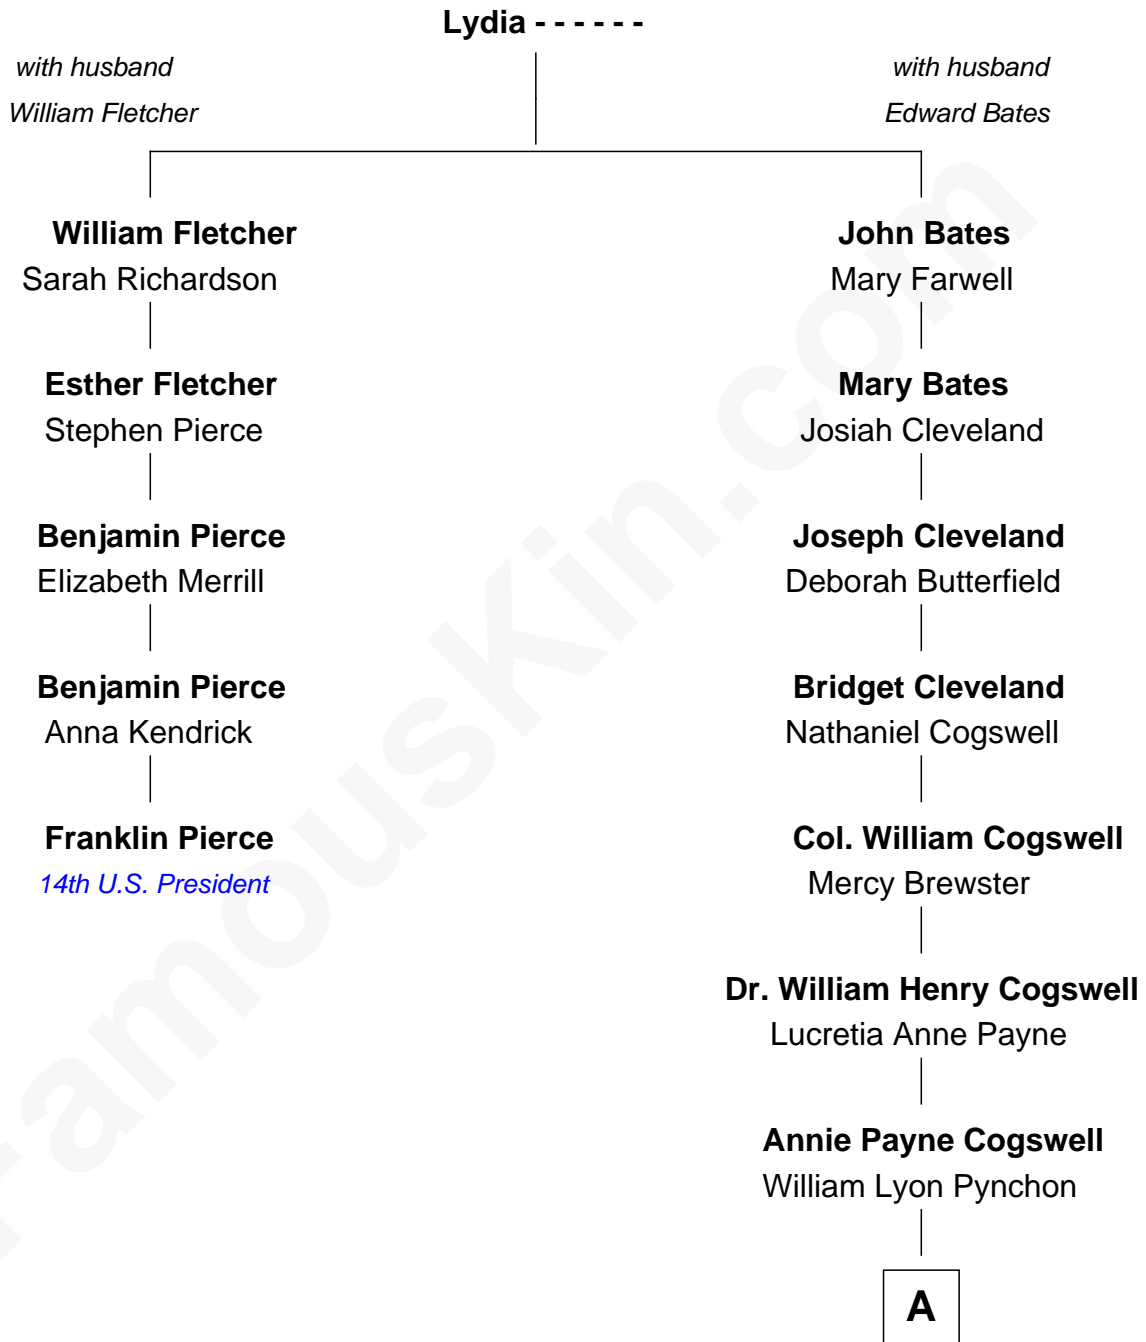 Lydia - - - - - -
with husband
William Fletcher
with husband
Edward Bates
William Fletcher
Sarah Richardson
Esther Fletcher
Stephen Pierce
Benjamin Pierce
Elizabeth Merrill
Benjamin Pierce
Anna Kendrick
Franklin Pierce
14th U.S. President
John Bates
Mary Farwell
Mary Bates
Josiah Cleveland
Joseph Cleveland
Deborah Butterfield
Bridget Cleveland
Nathaniel Cogswell
Col. William Cogswell
Mercy Brewster
Dr. William Henry Cogswell
Lucretia Anne Payne
Annie Payne Cogswell
William Lyon Pynchon
A
FamousKin.com